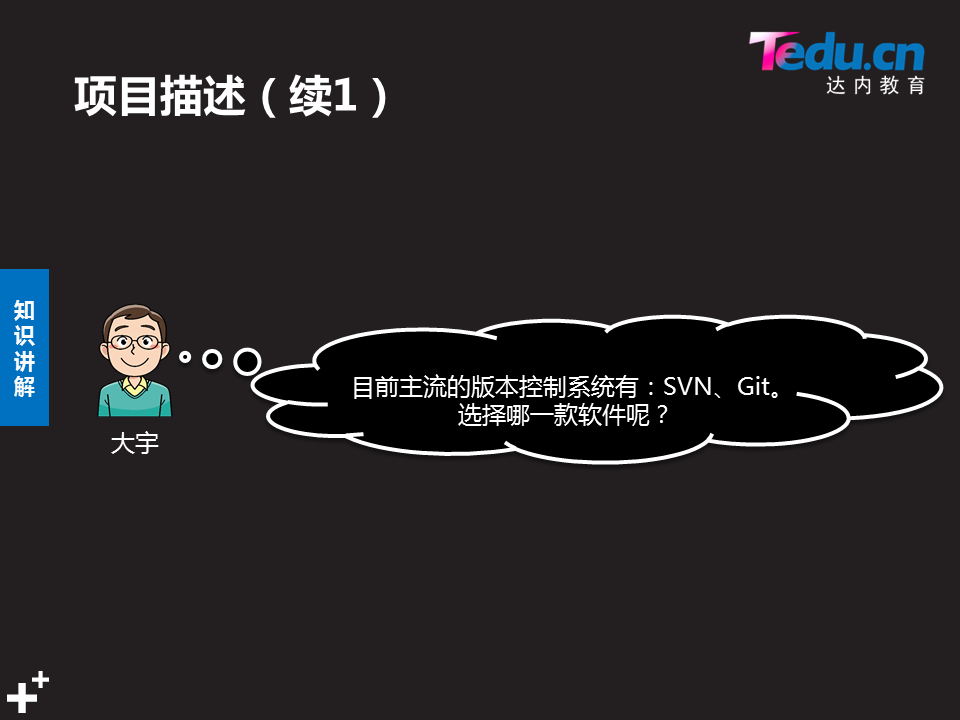 Tedu.cn
达内教育
项目描述（续1）
知识讲解
目前主流的版本控制系统有：SVN、Git。
选择哪一款软件呢？
大宇